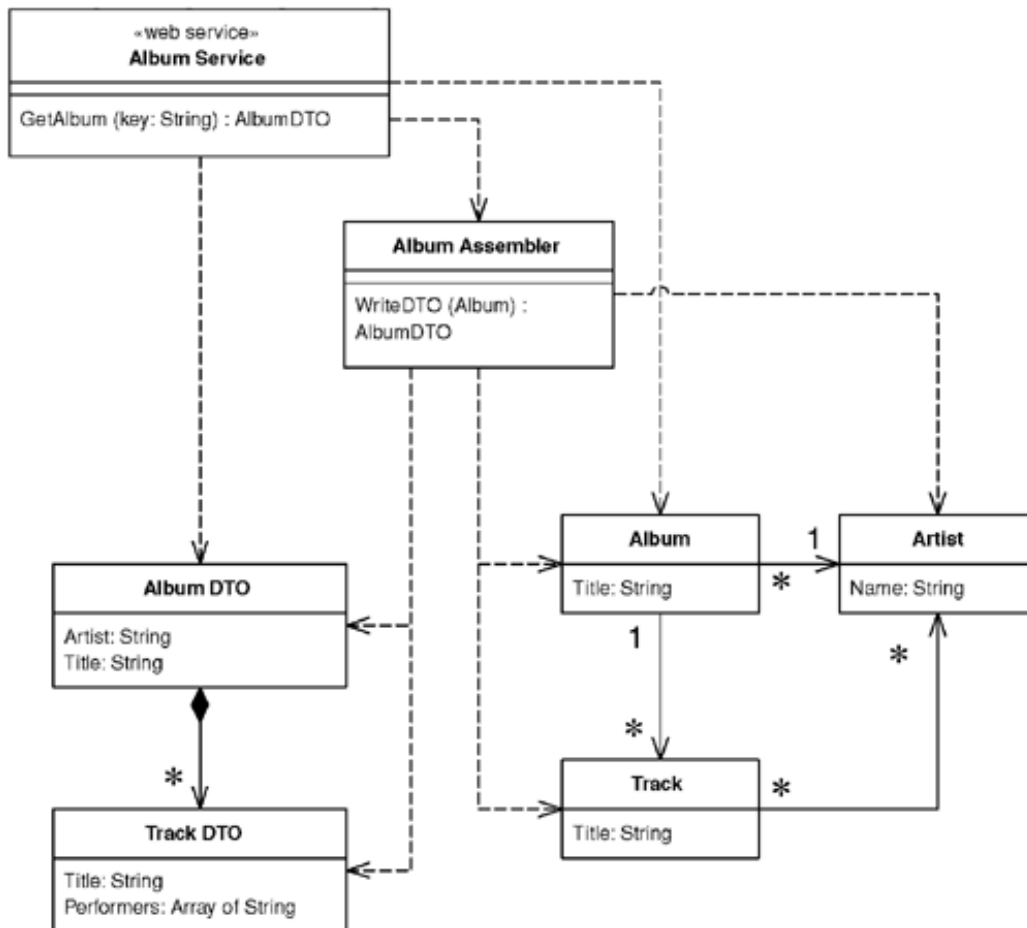 «web service»
Album Service
GetAlbum (key: String) : AlbumDTO
Album Assembler
WriteDTO (Album) :
AlbumDTO
Album
1
Artist
Title: String
*
Name: String
Album DTO
1
*
Artist: String
Title: String
*
*
Track
*
Title: String
Track DTO
Title: String
Performers: Array of String